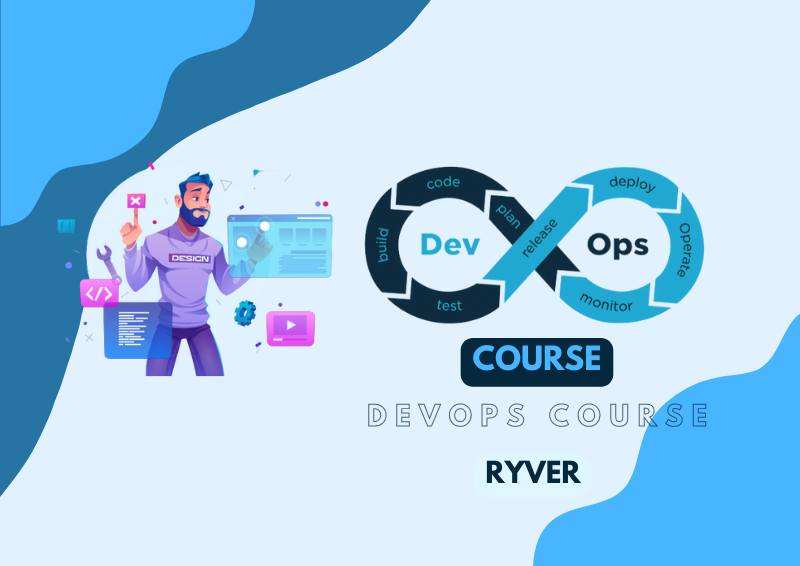 DESIGN
</>
code
plan
build
Dev
test
release
deploy
Ops
Operate
monitor
COURSE
DEVOPS COURSE
RYVER